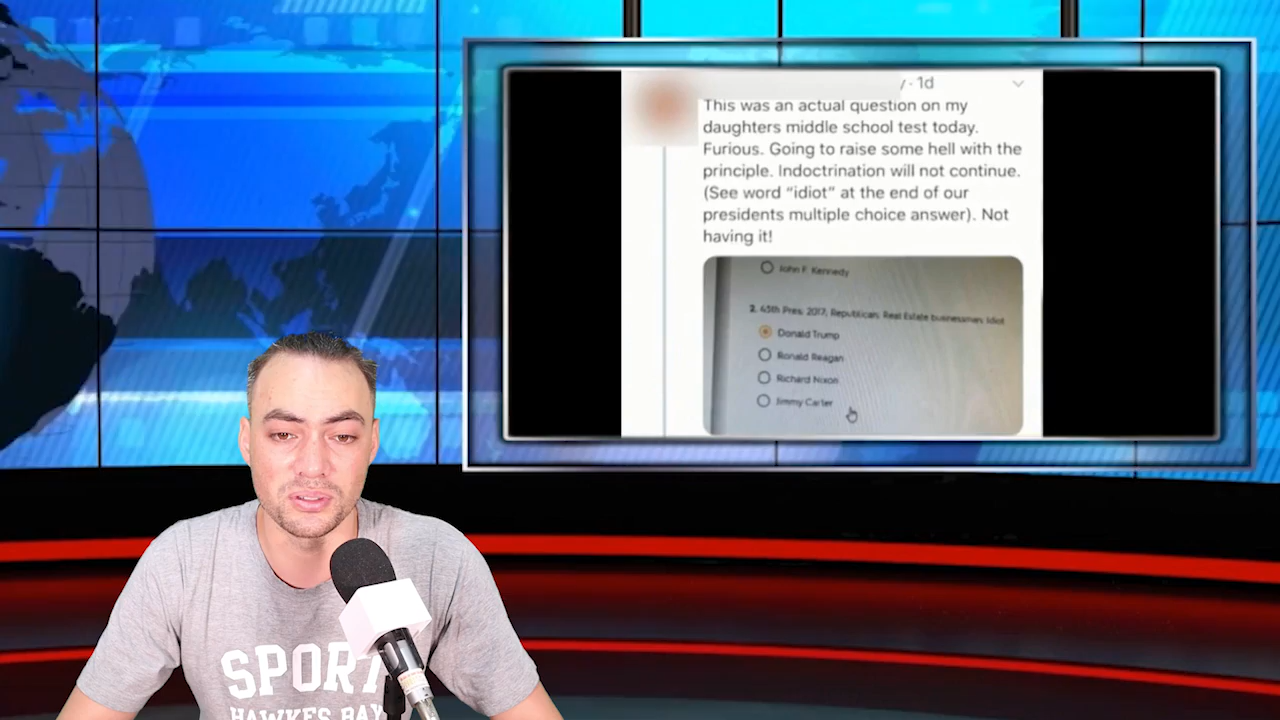 y · 1d
This was an actual question on my
daughters middle school test today.
Furious. Going to raise some hell with the
principle. Indoctrination will not continue.
(See word “idiot” at the end of our
presidents multiple choice answer). Not
having it!
John F. Kennedy
2. 45th Pres. 2017; Republican; Real Estate businessman; Idiot
Donald Trump
Ronald Reagan
Richard Nixon
Jimmy Carter
SPORT
HAWKES BAY